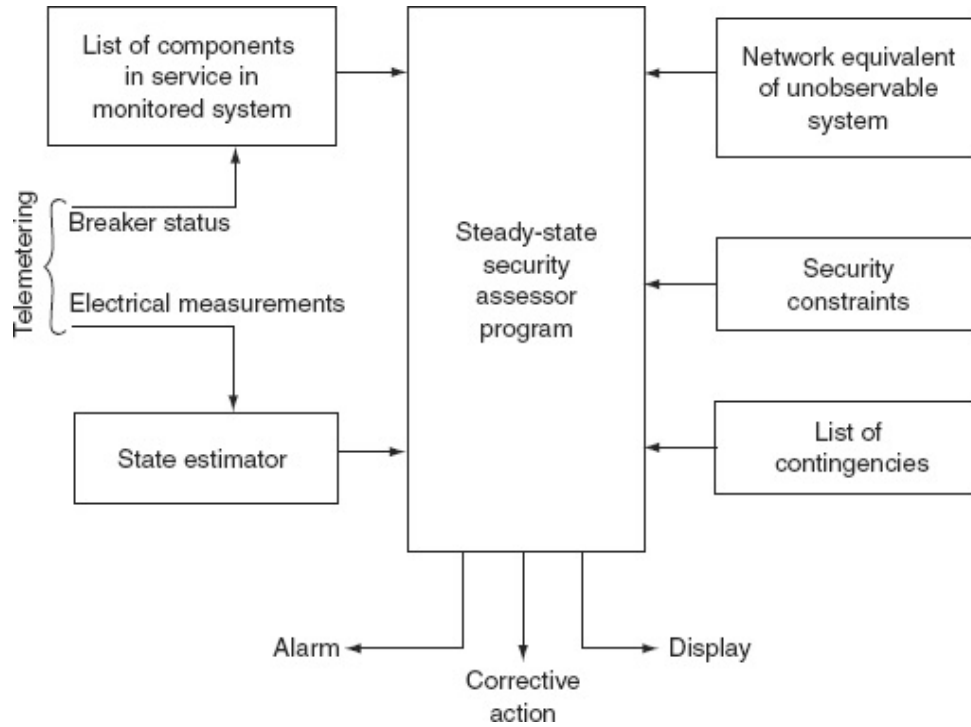 List of components
in service in
monitored system
Network equivalent
of unobservable
system
Telemetering
Breaker status
Electrical measurements
Steady-state
security
assessor
program
Security
constraints
State estimator
List of
contingencies
Alarm
Corrective
action
Display